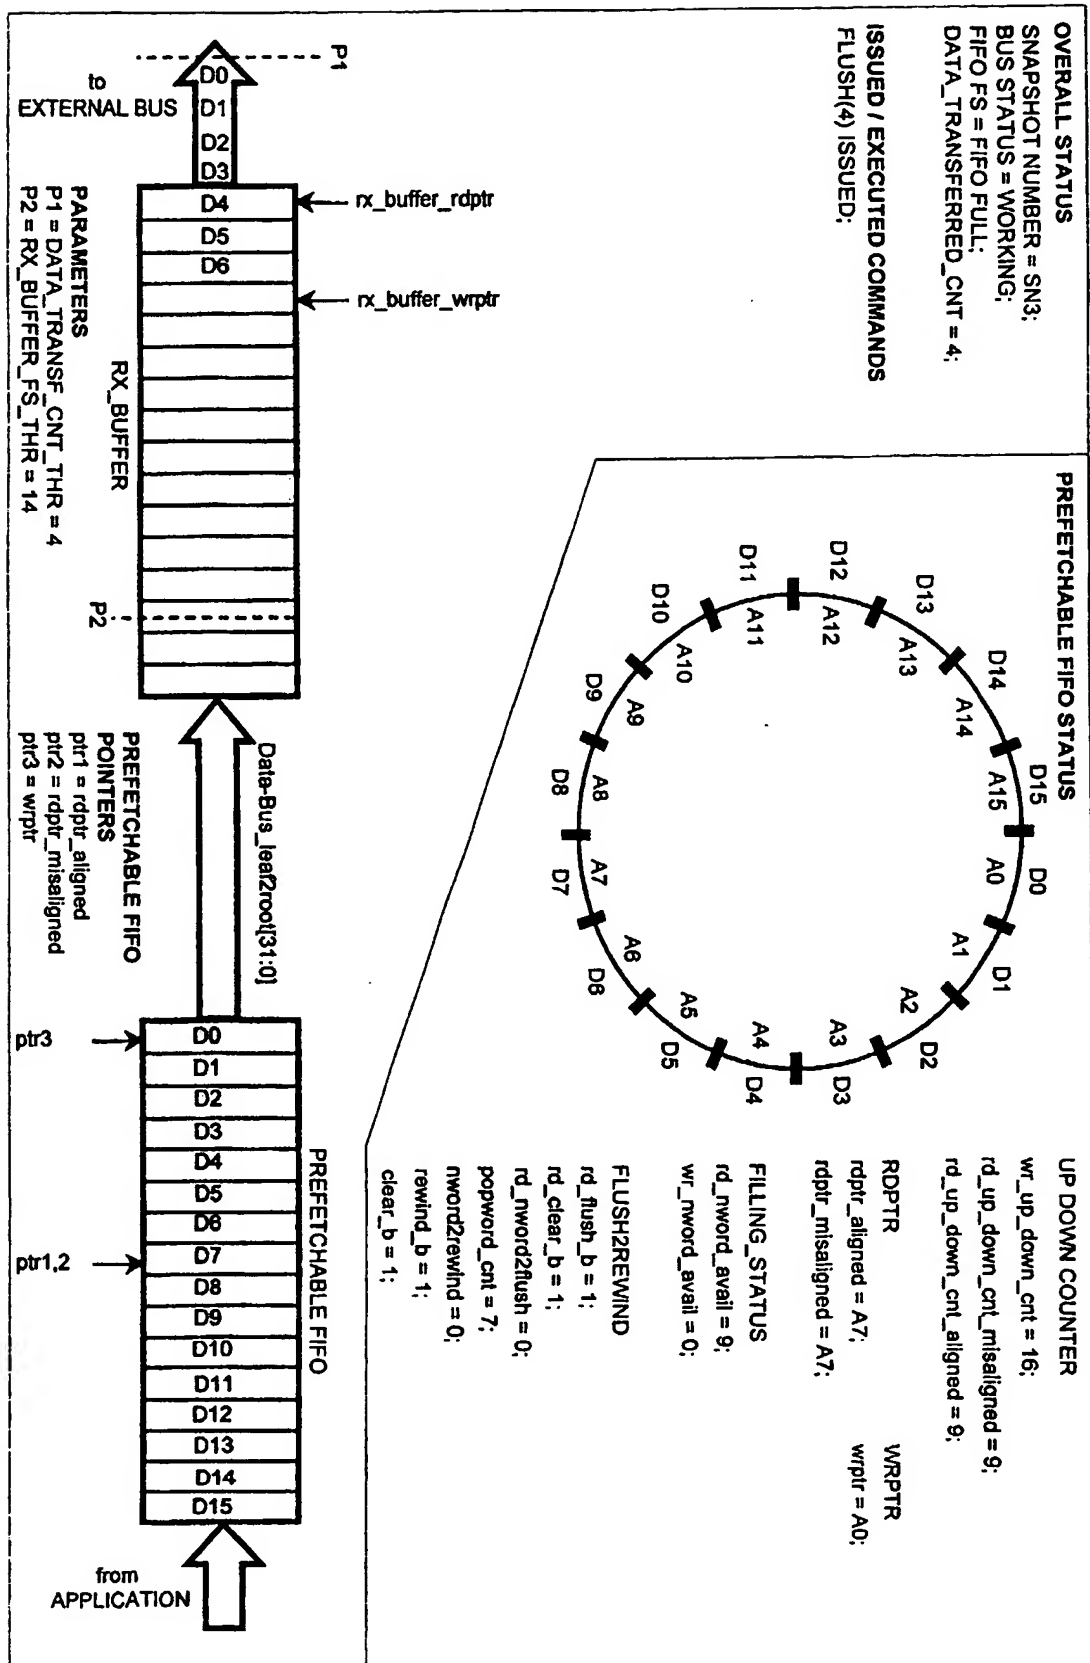 OVERALL STATUS
SNAPSHOT NUMBER = SN3;
BUS STATUS = WORKING;
FIFO FS = FIFO FULL;
DATA_TRANSFERRED_CNT = 4;
ISSUED / EXECUTED COMMANDS
FLUSH(4) ISSUED;
PREFETCHABLE FIFO STATUS
D0
D1
D2
D3
D4
D5
D8
D7
D8
D9
D10
D11
D12
D13
D14
D15
A0
A1
A2
A3
A4
A5
A6
A7
A8
A9
A10
A11
A12
A13
A14
A15
UP DOWN COUNTER
wr_up_down_cnt = 16;
rd_up_down_cnt_misaligned = 9;
rd_up_down_cnt_aligned = 9;
RDPTR
rdptr_aligned = A7;
rdptr_misaligned = A7;
WRPTR
wrptr = A0;
FILLING_STATUS
rd_nword_avail = 9;
wr_nword_avail = 0;
FLUSH2REWIND
rd_flush_b = 1;
rd_clear_b = 1;
rd_nword2flush = 0;
popword_cnt = 7;
nword2rewind = 0;
rewind_b = 1;
clear_b = 1;
P1
to
EXTERNAL BUS
D0
D1
D2
D3
D4
D5
D6
rx_buffer_rdptr
rx_buffer_wrptr
RX_BUFFER
P2
PARAMETERS
P1 = DATA_TRANSF_CNT_THR = 4
P2 = RX_BUFFER_FS_THR = 14
Data-Bus_leaf2root[31:0]
PREFETCHABLE FIFO
POINTERS
ptr1 = rdptr_aligned
ptr2 = rdptr_misaligned
ptr3 = wrptr
PREFETCHABLE FIFO
D0
D1
D2
D3
D4
D5
D6
D7
D8
D9
D10
D11
D12
D13
D14
D15
ptr3
ptr1,2
from
APPLICATION